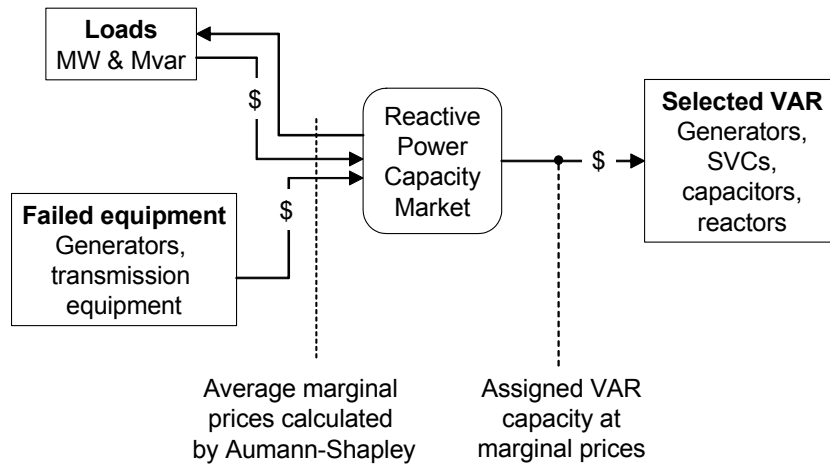 Loads
MW & Mvar
$
Failed equipment
Generators,
transmission
equipment
$
Reactive
Power
Capacity
Market
$
Selected VAR
Generators,
SVCs,
capacitors,
reactors
Average marginal
prices calculated
by Aumann-Shapley
Assigned VAR
capacity at
marginal prices